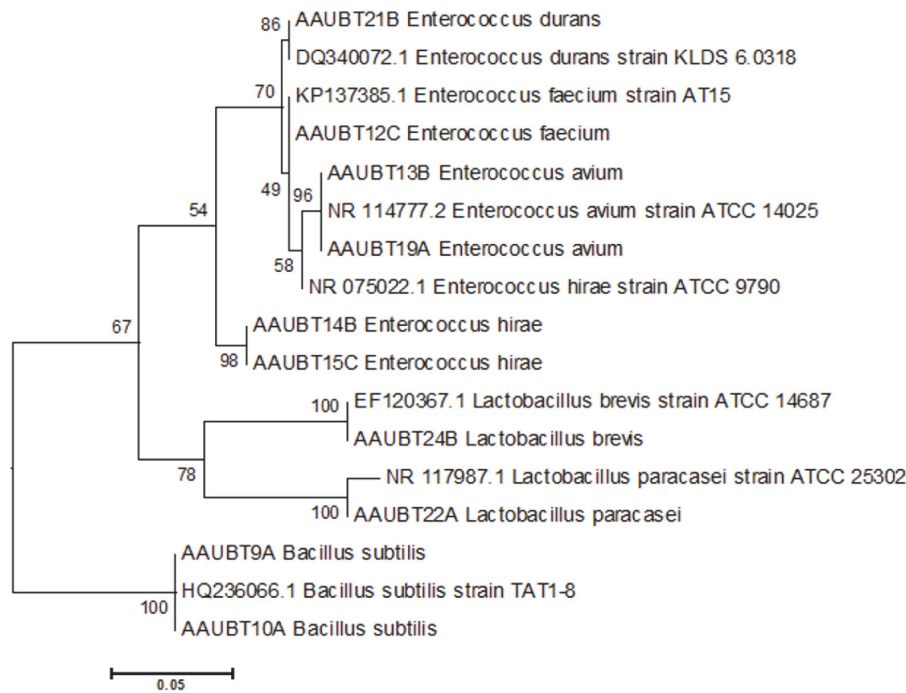 86
AAUBT21B Enterococcus durans
DQ340072.1 Enterococcus durans strain KLDS 6.0318
70
KP137385.1 Enterococcus faecium strain AT15
AAUBT12C Enterococcus faecium
49
96
AAUBT13B Enterococcus avium
54
NR 114777.2 Enterococcus avium strain ATCC 14025
AAUBT19A Enterococcus avium
58
NR 075022.1 Enterococcus hirae strain ATCC 9790
67
AAUBT14B Enterococcus hirae
98
AAUBT15C Enterococcus hirae
100
EF120367.1 Lactobacillus brevis strain ATCC 14687
AAUBT24B Lactobacillus brevis
78
NR 117987.1 Lactobacillus paracasei strain ATCC 25302
100
AAUBT22A Lactobacillus paracasei
AAUBT9A Bacillus subtilis
HQ236066.1 Bacillus subtilis strain TAT1-8
100
AAUBT10A Bacillus subtilis
0.05